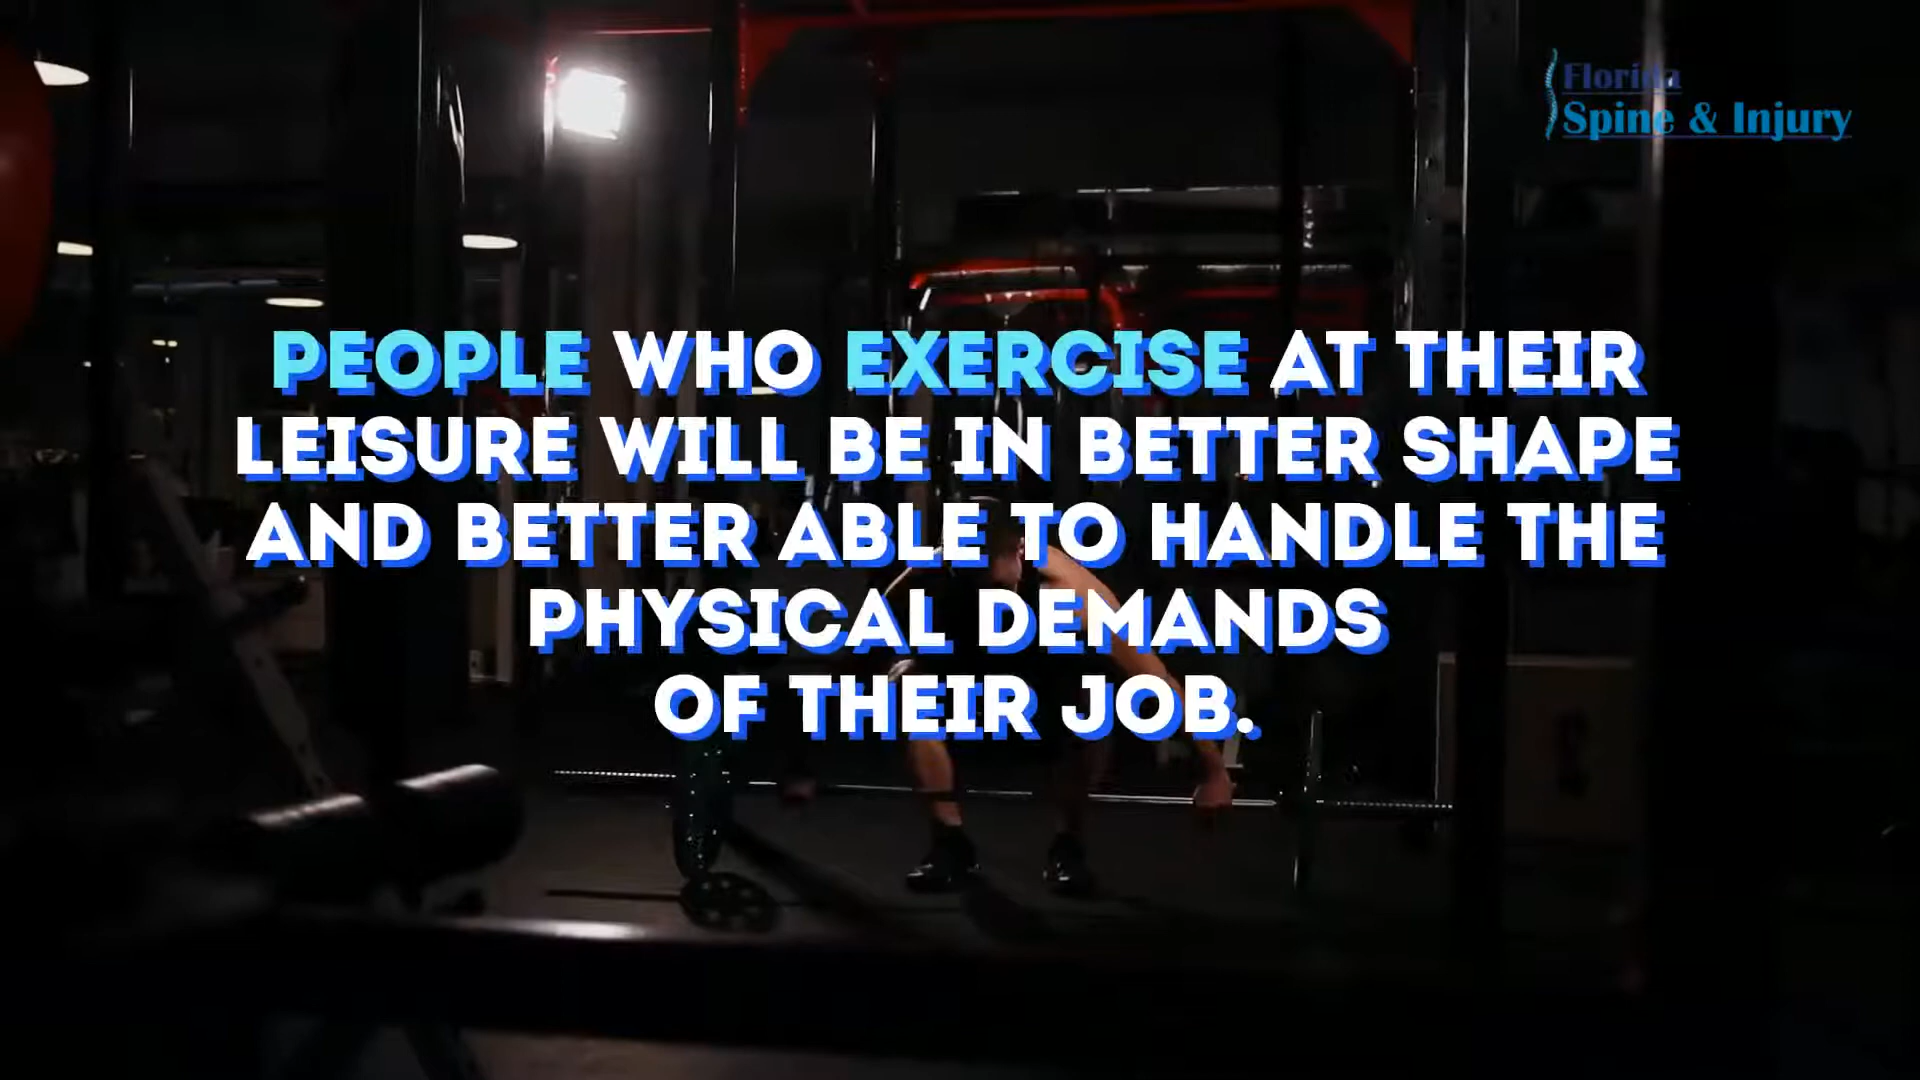 Florida
Spine & Injury
PEOPLE WHO EXERCISE AT THEIR
LEISURE WILL BE IN BETTER SHAPE
AND BETTER ABLE TO HANDLE THE
PHYSICAL DEMANDS
OF THEIR JOB.